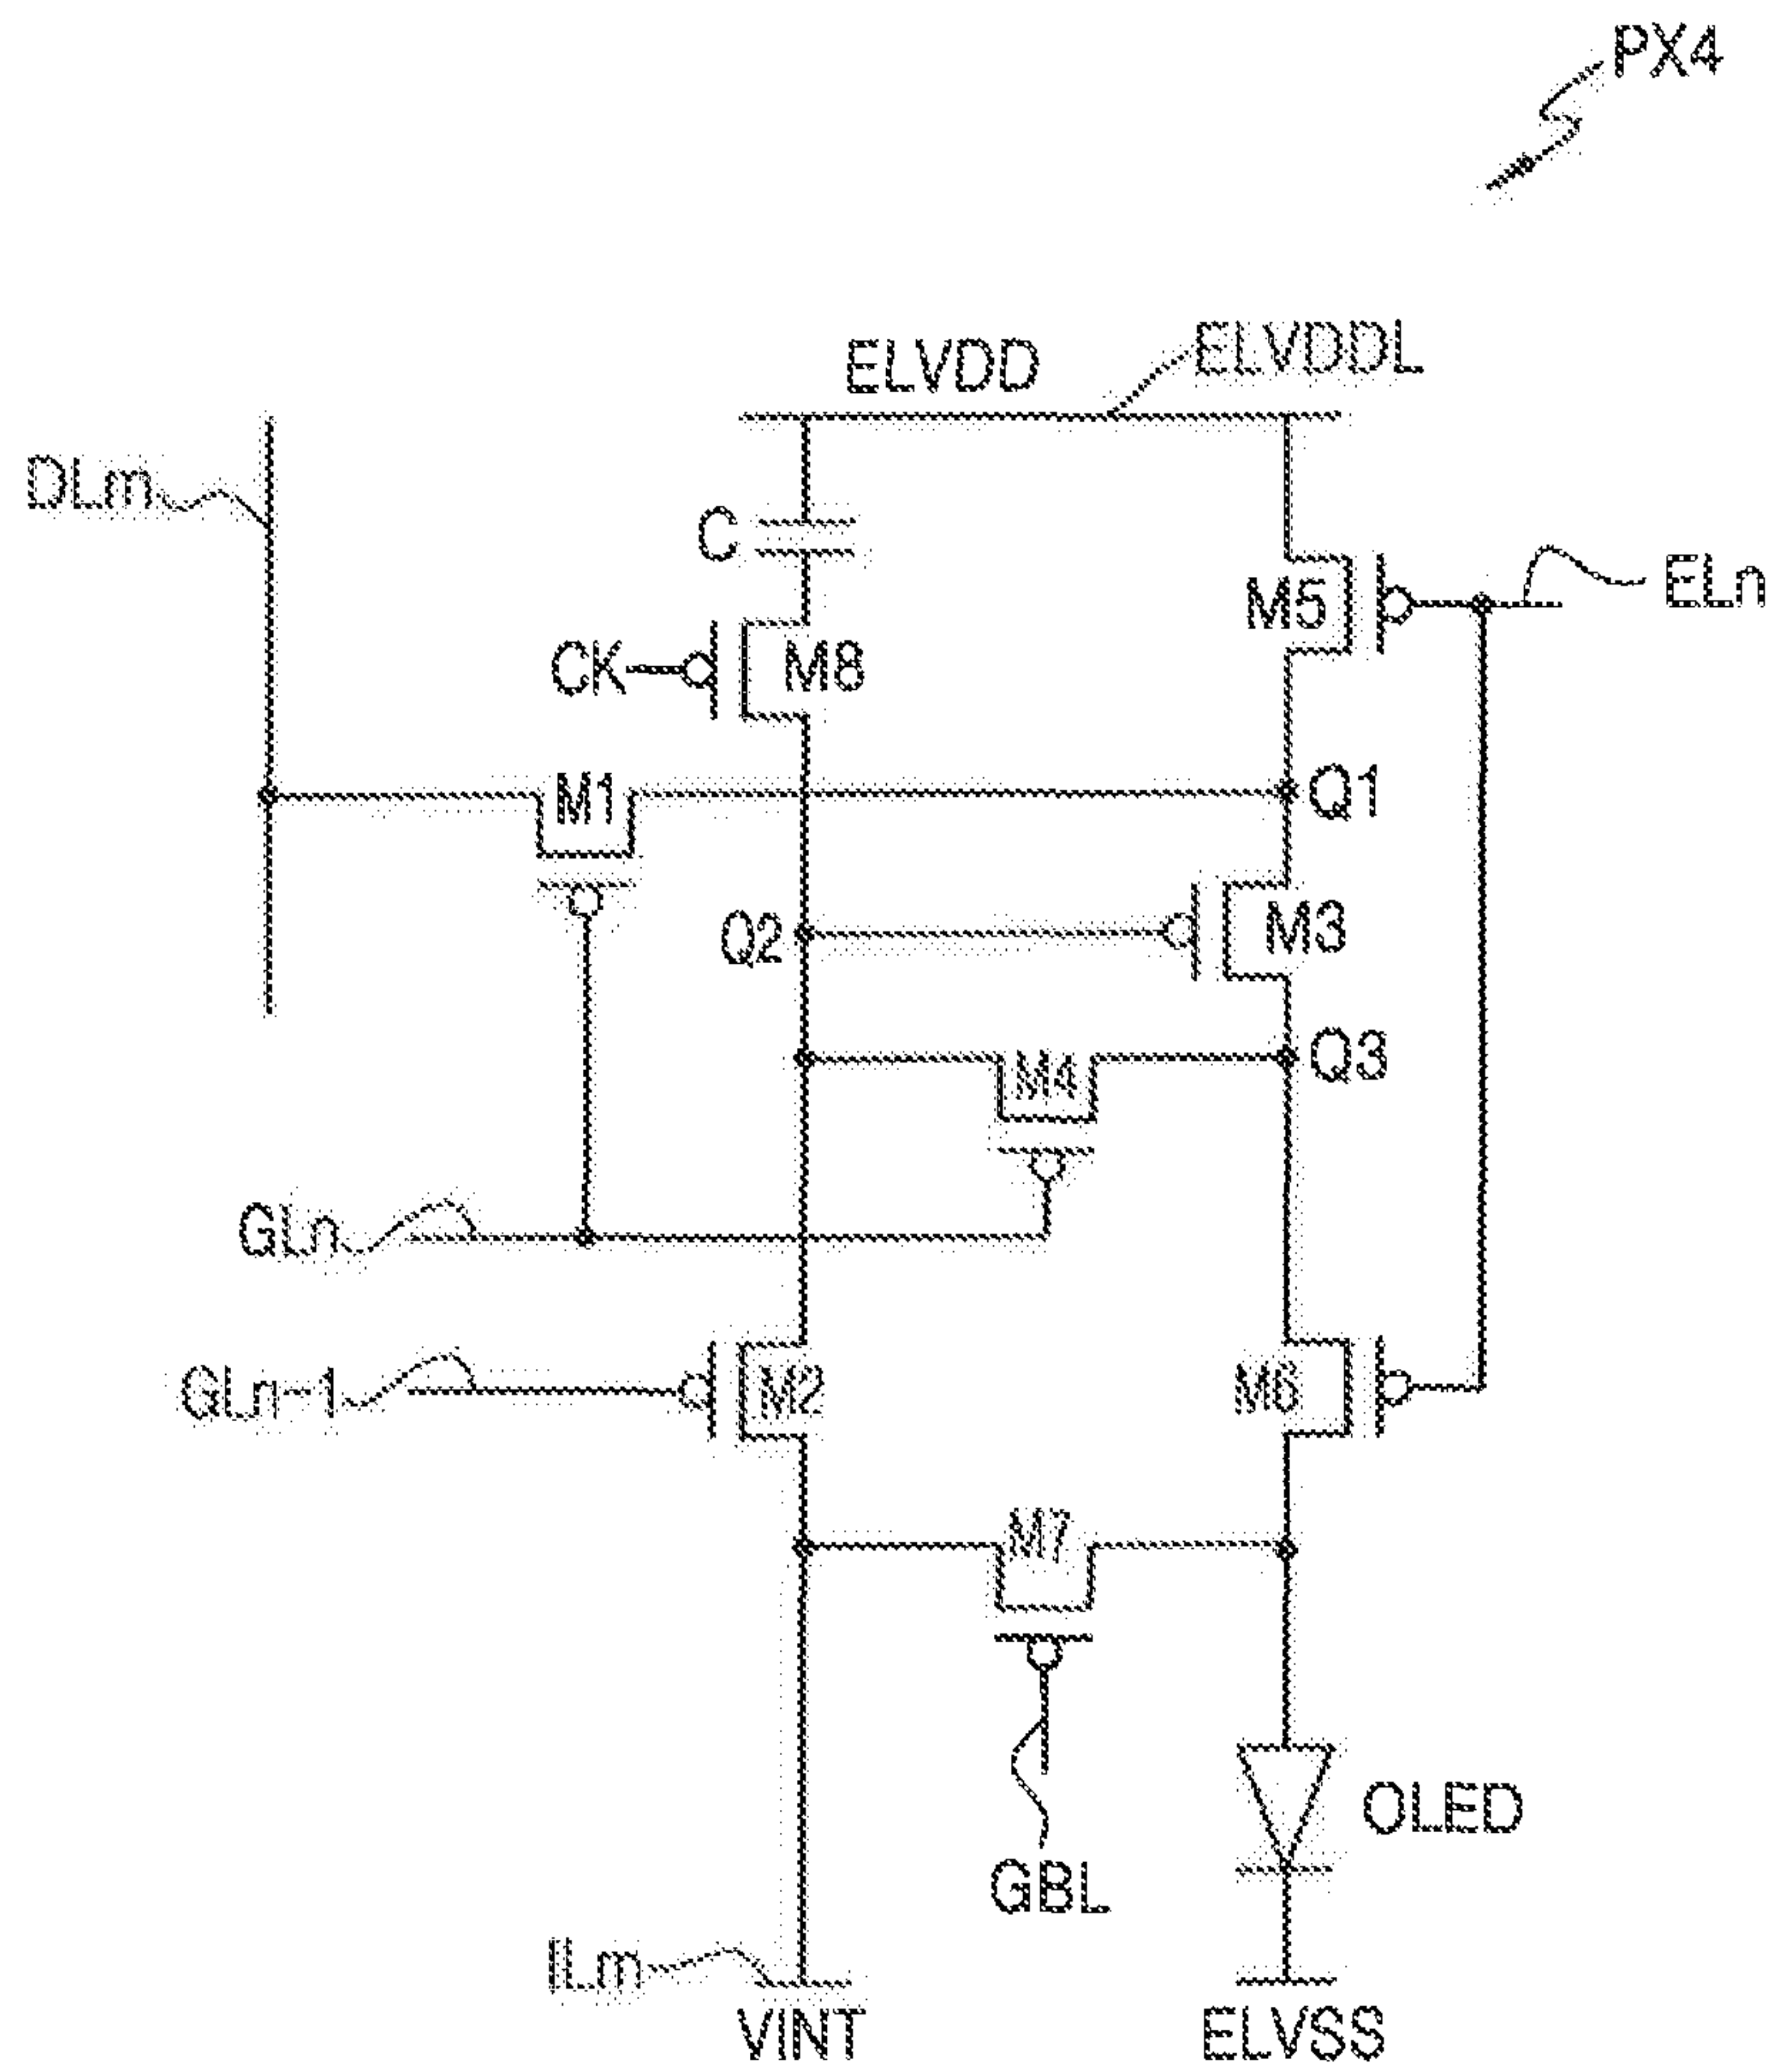 PX4
ELVDD
ELVDDL
DLm
C
M5
ELn
CK
M8
M1
Q1
Q2
M3
M4
Q3
GLn
GLn-1
M2
M6
M7
OLED
GBL
ILm
VINT
ELVSS